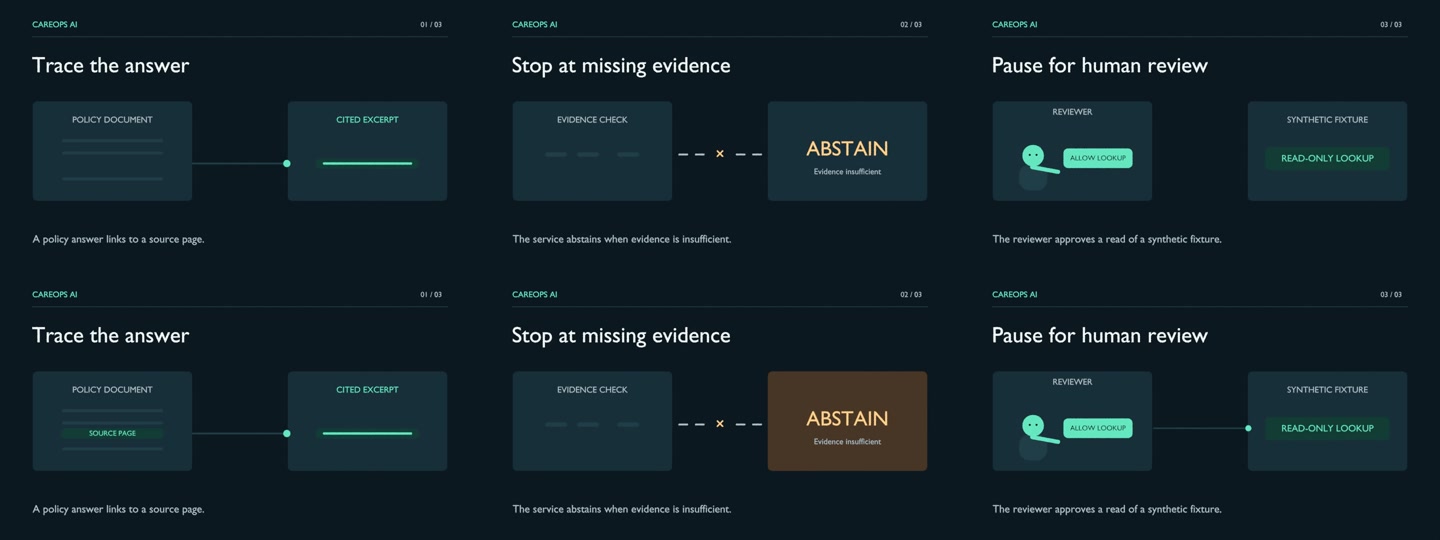 CAREOPS AI
01 / 03
Trace the answer
POLICY DOCUMENT
CITED EXCERPT
A policy answer links to a source page.
CAREOPS AI
02 / 03
Stop at missing evidence
EVIDENCE CHECK
ABSTAIN
Evidence insufficient
The service abstains when evidence is insufficient.
CAREOPS AI
03 / 03
Pause for human review
REVIEWER
ALLOW LOOKUP
SYNTHETIC FIXTURE
READ-ONLY LOOKUP
The reviewer approves a read of a synthetic fixture.
CAREOPS AI
01 / 03
Trace the answer
POLICY DOCUMENT
SOURCE PAGE
CITED EXCERPT
A policy answer links to a source page.
CAREOPS AI
02 / 03
Stop at missing evidence
EVIDENCE CHECK
ABSTAIN
Evidence insufficient
The service abstains when evidence is insufficient.
CAREOPS AI
03 / 03
Pause for human review
REVIEWER
ALLOW LOOKUP
SYNTHETIC FIXTURE
READ-ONLY LOOKUP
The reviewer approves a read of a synthetic fixture.